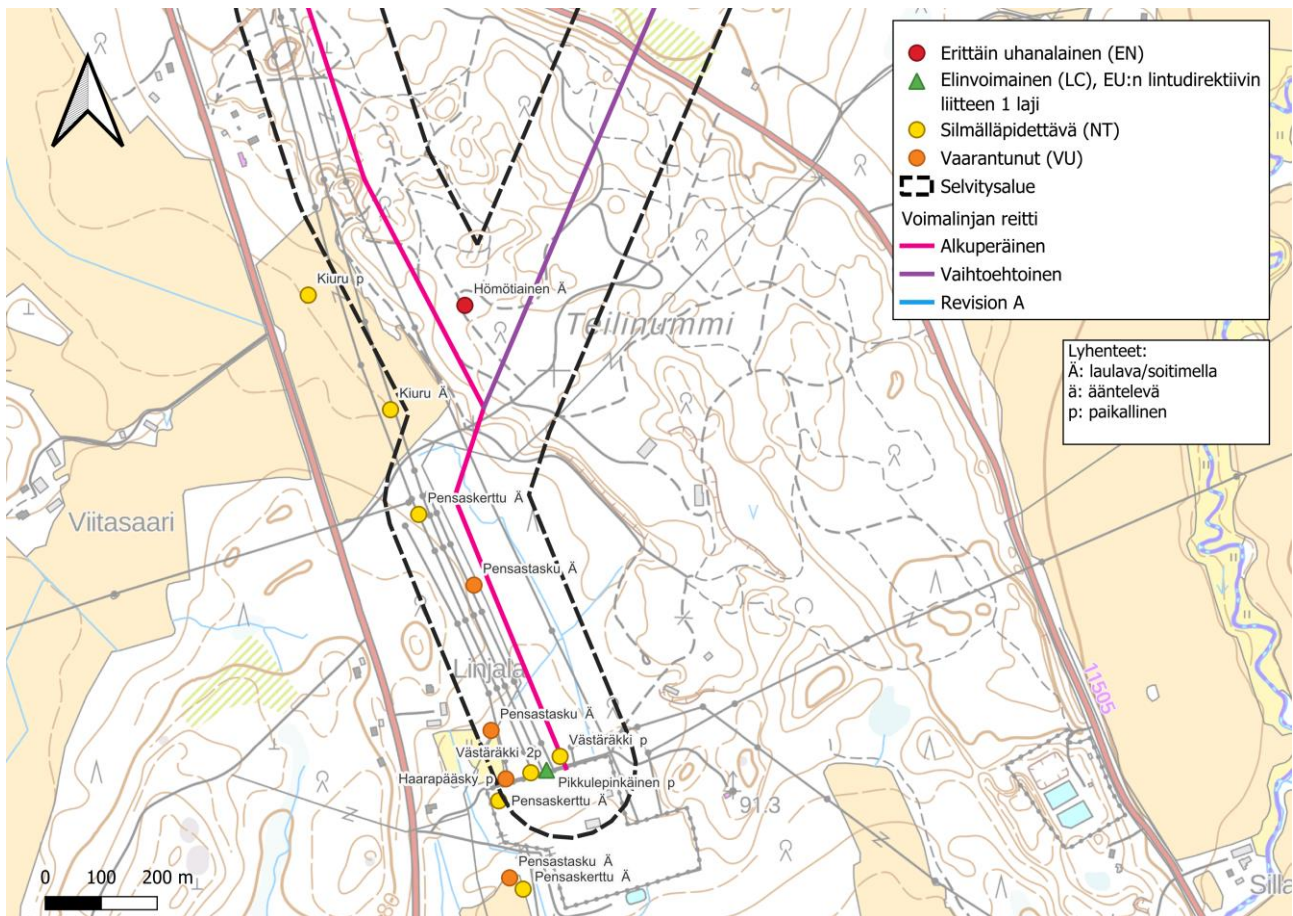 Erittäin uhanalainen (EN)
Elinvoimainen (LC), EU:n lintudirektiivin
liitteen 1 laji
Silmälläpidettävä (NT)
Vaarantunut (VU)
Selvitysalue
Voimalinjan reitti
Alkuperäinen
Vaihtoehtoinen
Revision A
Lyhenteet:
Ä: laulava/soitimella
ä: ääntelevä
p: paikallinen
Kiuru p
Hömötiainen Ä
Teilinummi
Kiuru Ä
Pensaskerttu Ä
Viitasaari
Pensastasku Ä
Linjala
11505
Pensastasku Ä
Västäräkki p
Västäräkki 2p
Haarapääsky p
Pikkulepinkäinen p
Pensaskerttu Ä
91.3
Pensastasku Ä
Pensaskerttu Ä
0 100 200 m
80
Silla